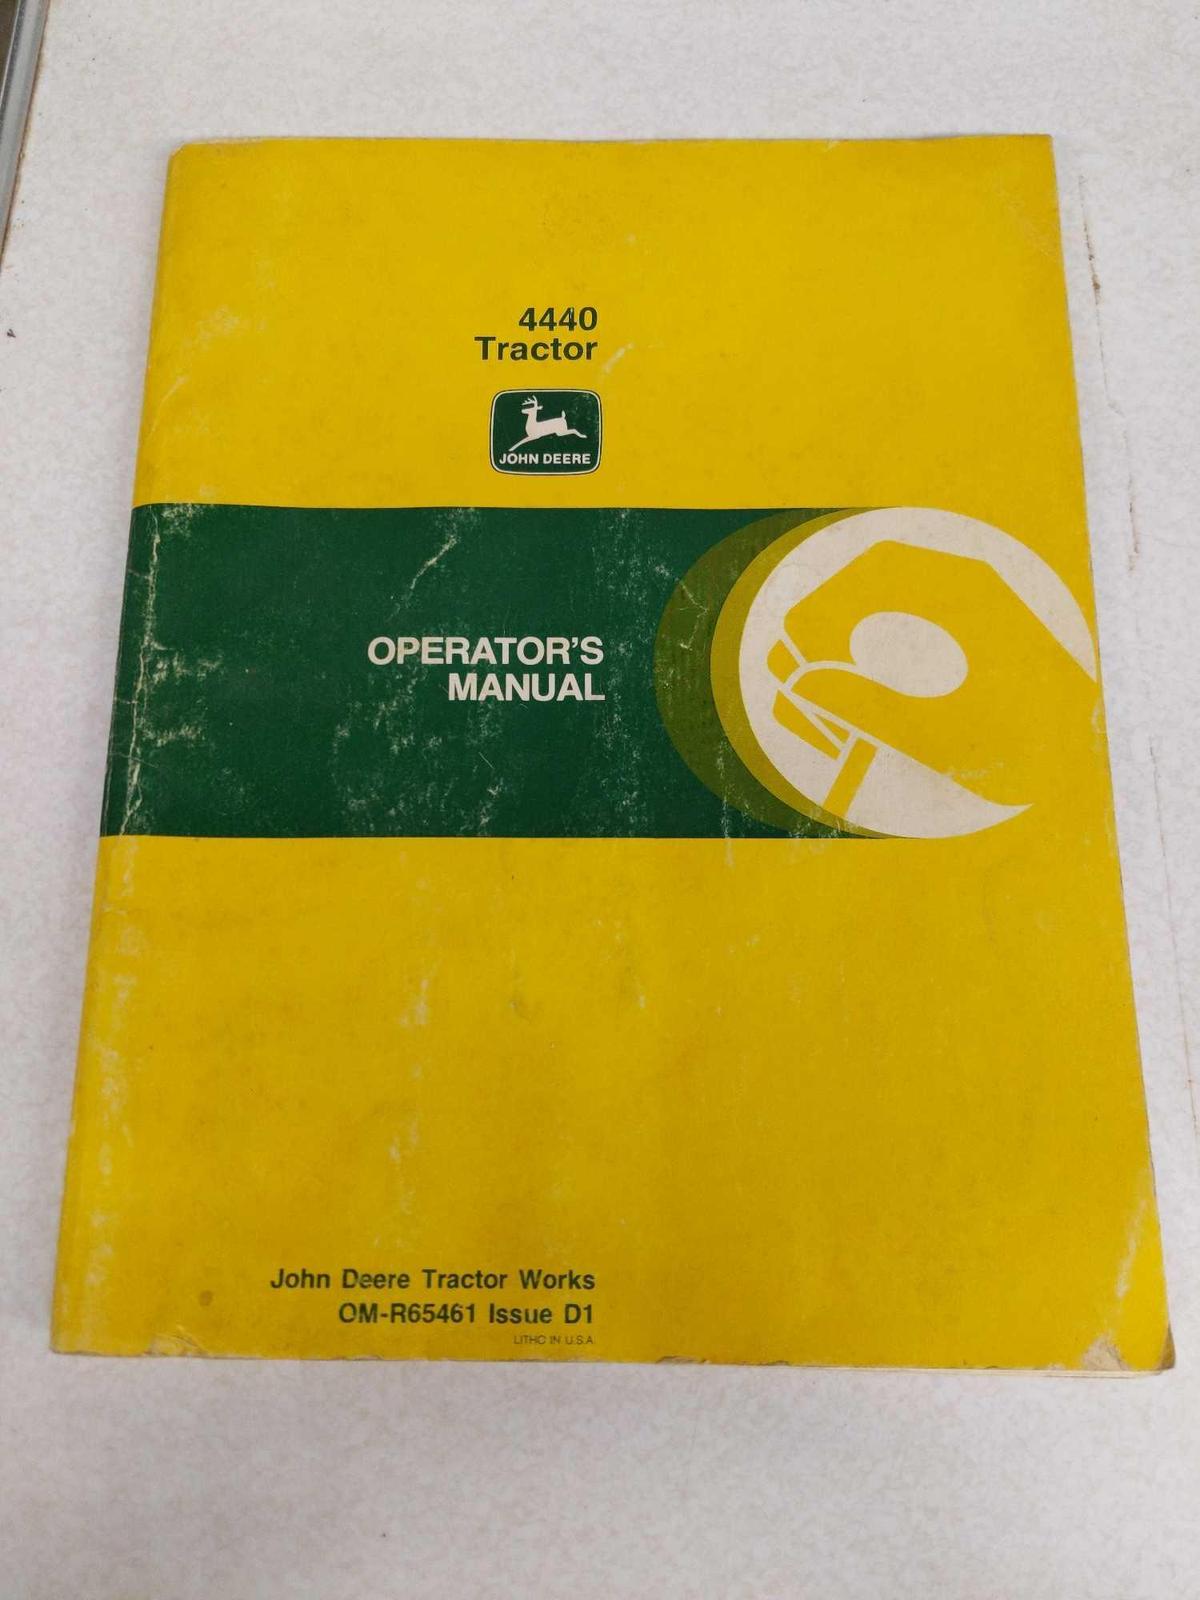 4440
Tractor
JOHN DEERE
OPERATOR'S
MANUAL
John Deere Tractor Works
OM-R65461 Issue D1
LITHO IN U.S.A.